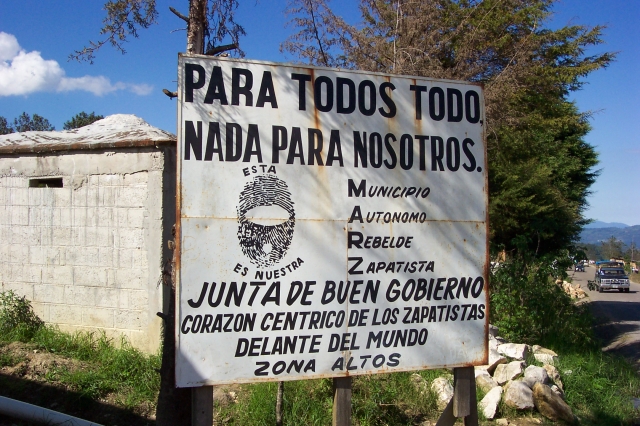 PARA TODOS TODO,
NADA PARA NOSOTROS.
ESTA
ES NUESTRA
MUNICIPIO
AUTONOMO
REBELDE
ZAPATISTA
JUNTA DE BUEN GOBIERNO
CORAZON CENTRICO DE LOS ZAPATISTAS
DELANTE DEL MUNDO
ZONA ALTOS